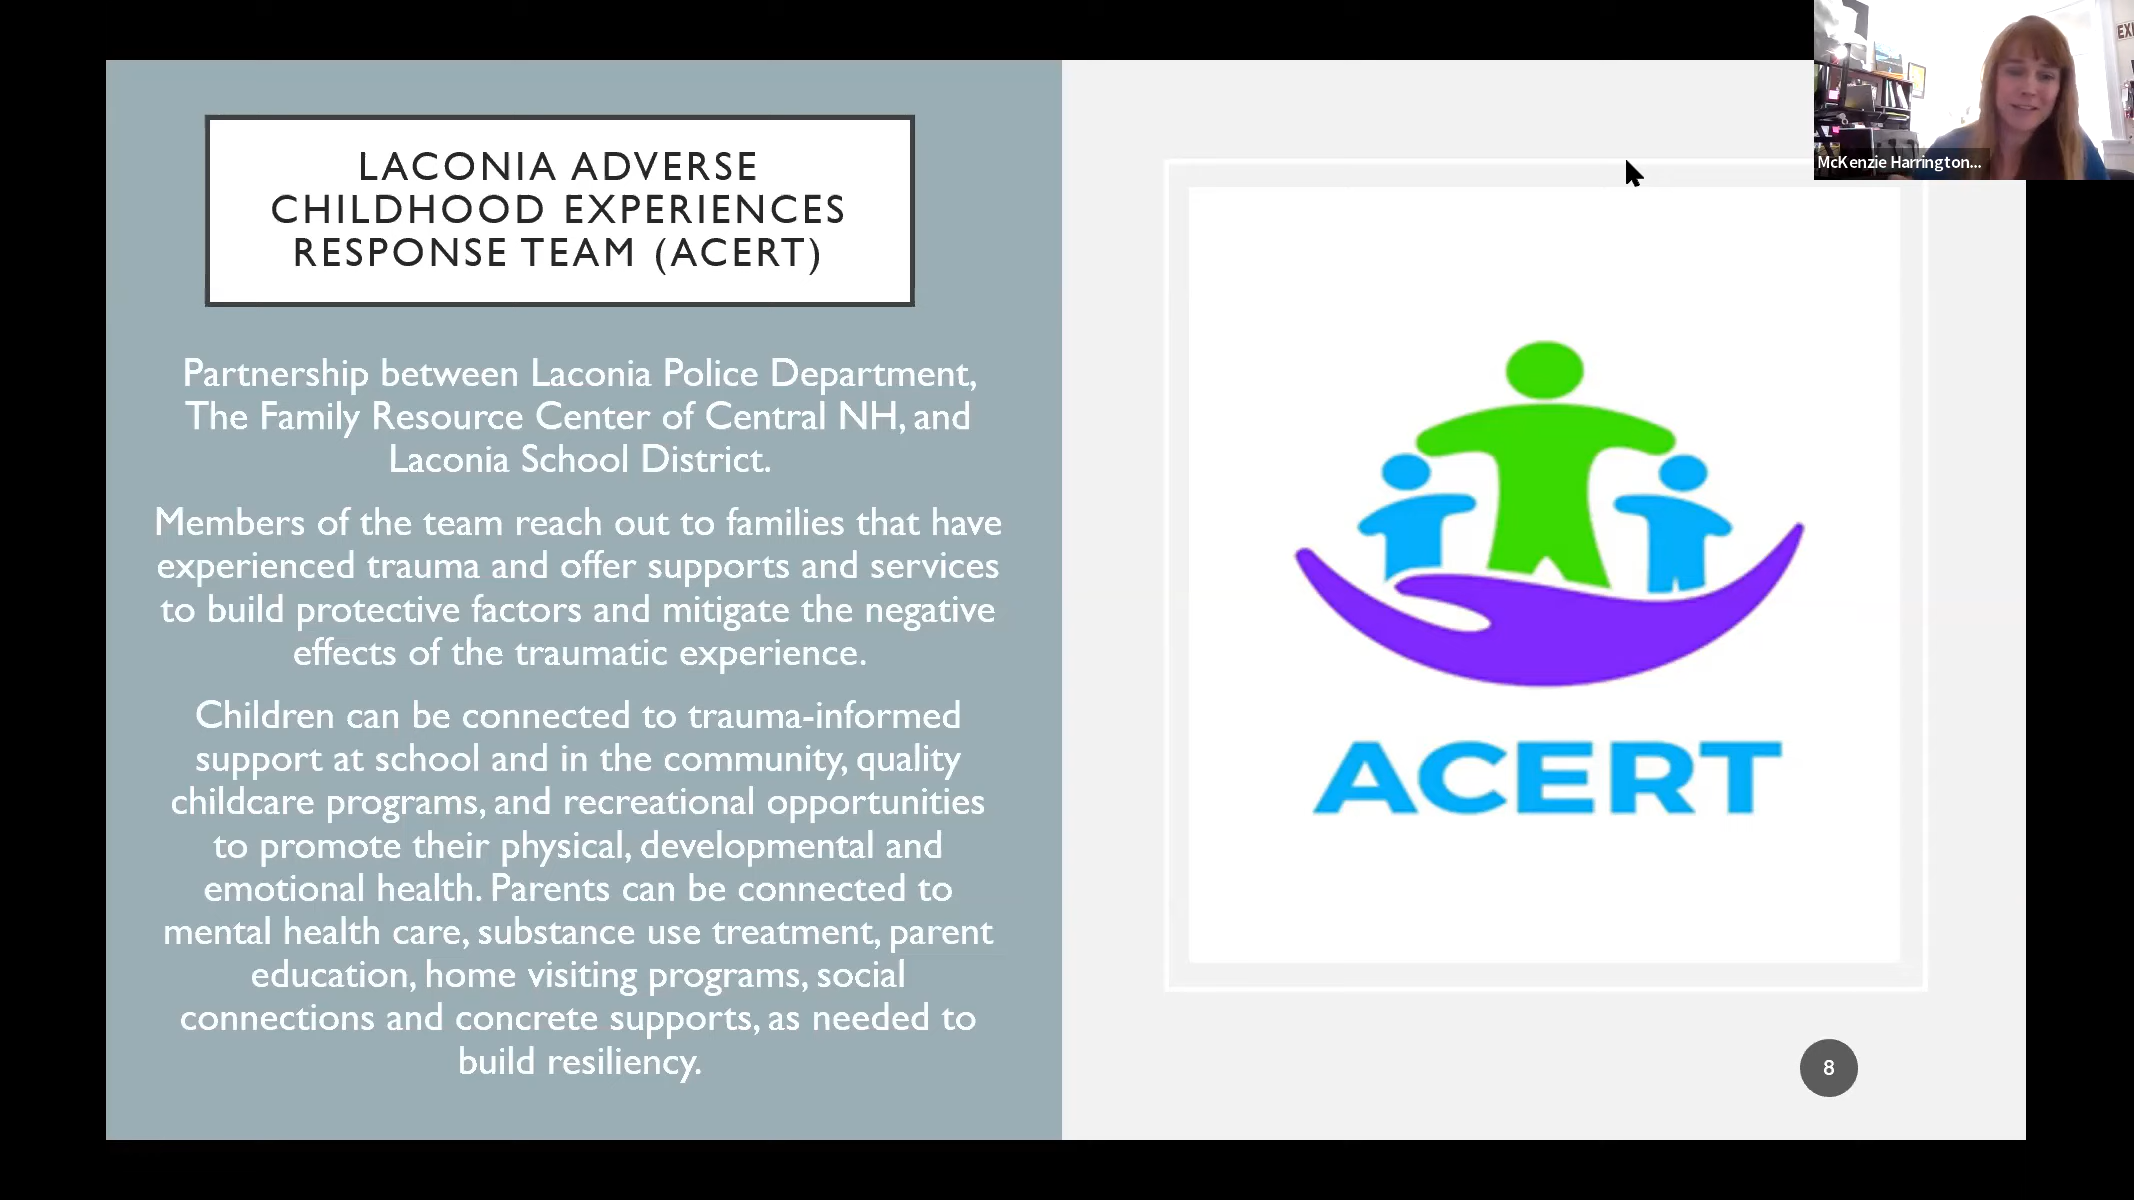 LACONIA ADVERSE
CHILDHOOD EXPERIENCES
RESPONSE TEAM (ACERT)
Partnership between Laconia Police Department,
The Family Resource Center of Central NH, and
Laconia School District.
Members of the team reach out to families that have
experienced trauma and offer supports and services
to build protective factors and mitigate the negative
effects of the traumatic experience.
Children can be connected to trauma-informed
support at school and in the community, quality
childcare programs, and recreational opportunities
to promote their physical, developmental and
emotional health. Parents can be connected to
mental health care, substance use treatment, parent
education, home visiting programs, social
connections and concrete supports, as needed to
build resiliency.
McKenzie Harrington...
ACERT
8